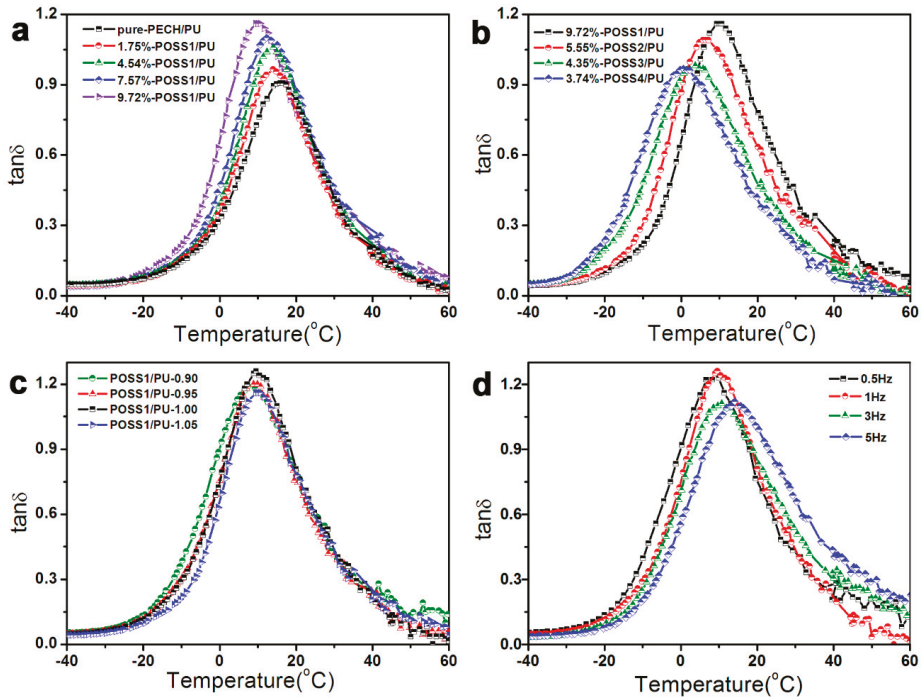 a
pure-PECH/PU
1.75%-POSS1/PU
4.54%-POSS1/PU
7.57%-POSS1/PU
9.72%-POSS1/PU
tanδ
1.2
0.9
0.6
0.3
0.0
-40 -20 0 20 40 60
Temperature(°C)
b
9.72%-POSS1/PU
5.55%-POSS2/PU
4.35%-POSS3/PU
3.74%-POSS4/PU
tanδ
1.2
0.9
0.6
0.3
0.0
-40 -20 0 20 40 60
Temperature(°C)
c
POSS1/PU-0.90
POSS1/PU-0.95
POSS1/PU-1.00
POSS1/PU-1.05
tanδ
1.2
0.9
0.6
0.3
0.0
-40 -20 0 20 40 60
Temperature(°C)
d
0.5Hz
1Hz
3Hz
5Hz
tanδ
1.2
0.9
0.6
0.3
0.0
-40 -20 0 20 40 60
Temperature(°C)